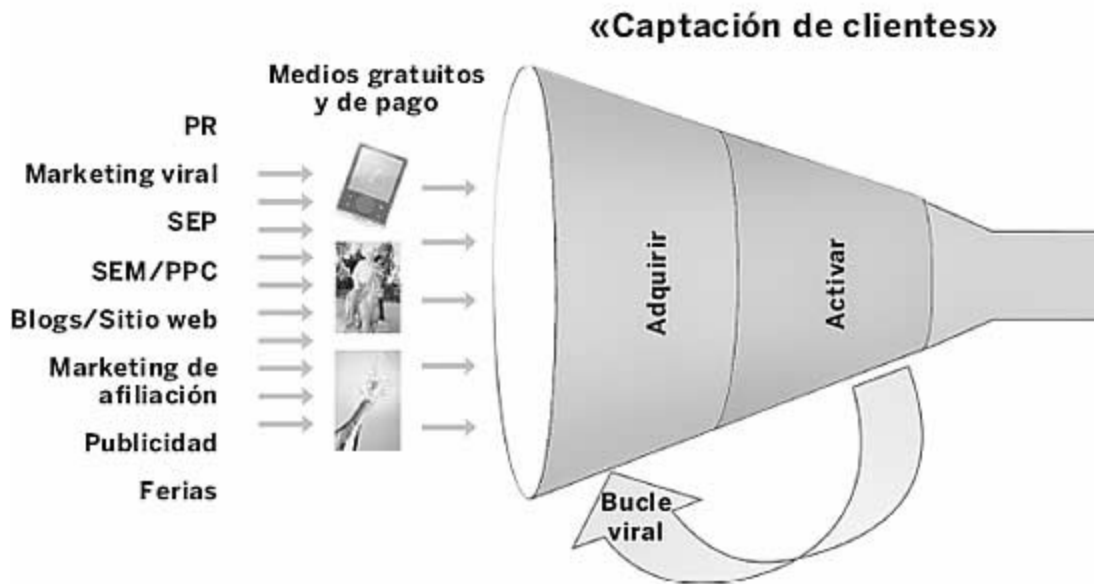 «Captación de clientes»
Medios gratuitos
y de pago
PR
Marketing viral
SEP
SEM/PPC
Blogs/Sitio web
Marketing de
afiliación
Publicidad
Ferias
Adquirir
Activar
Bucle
viral